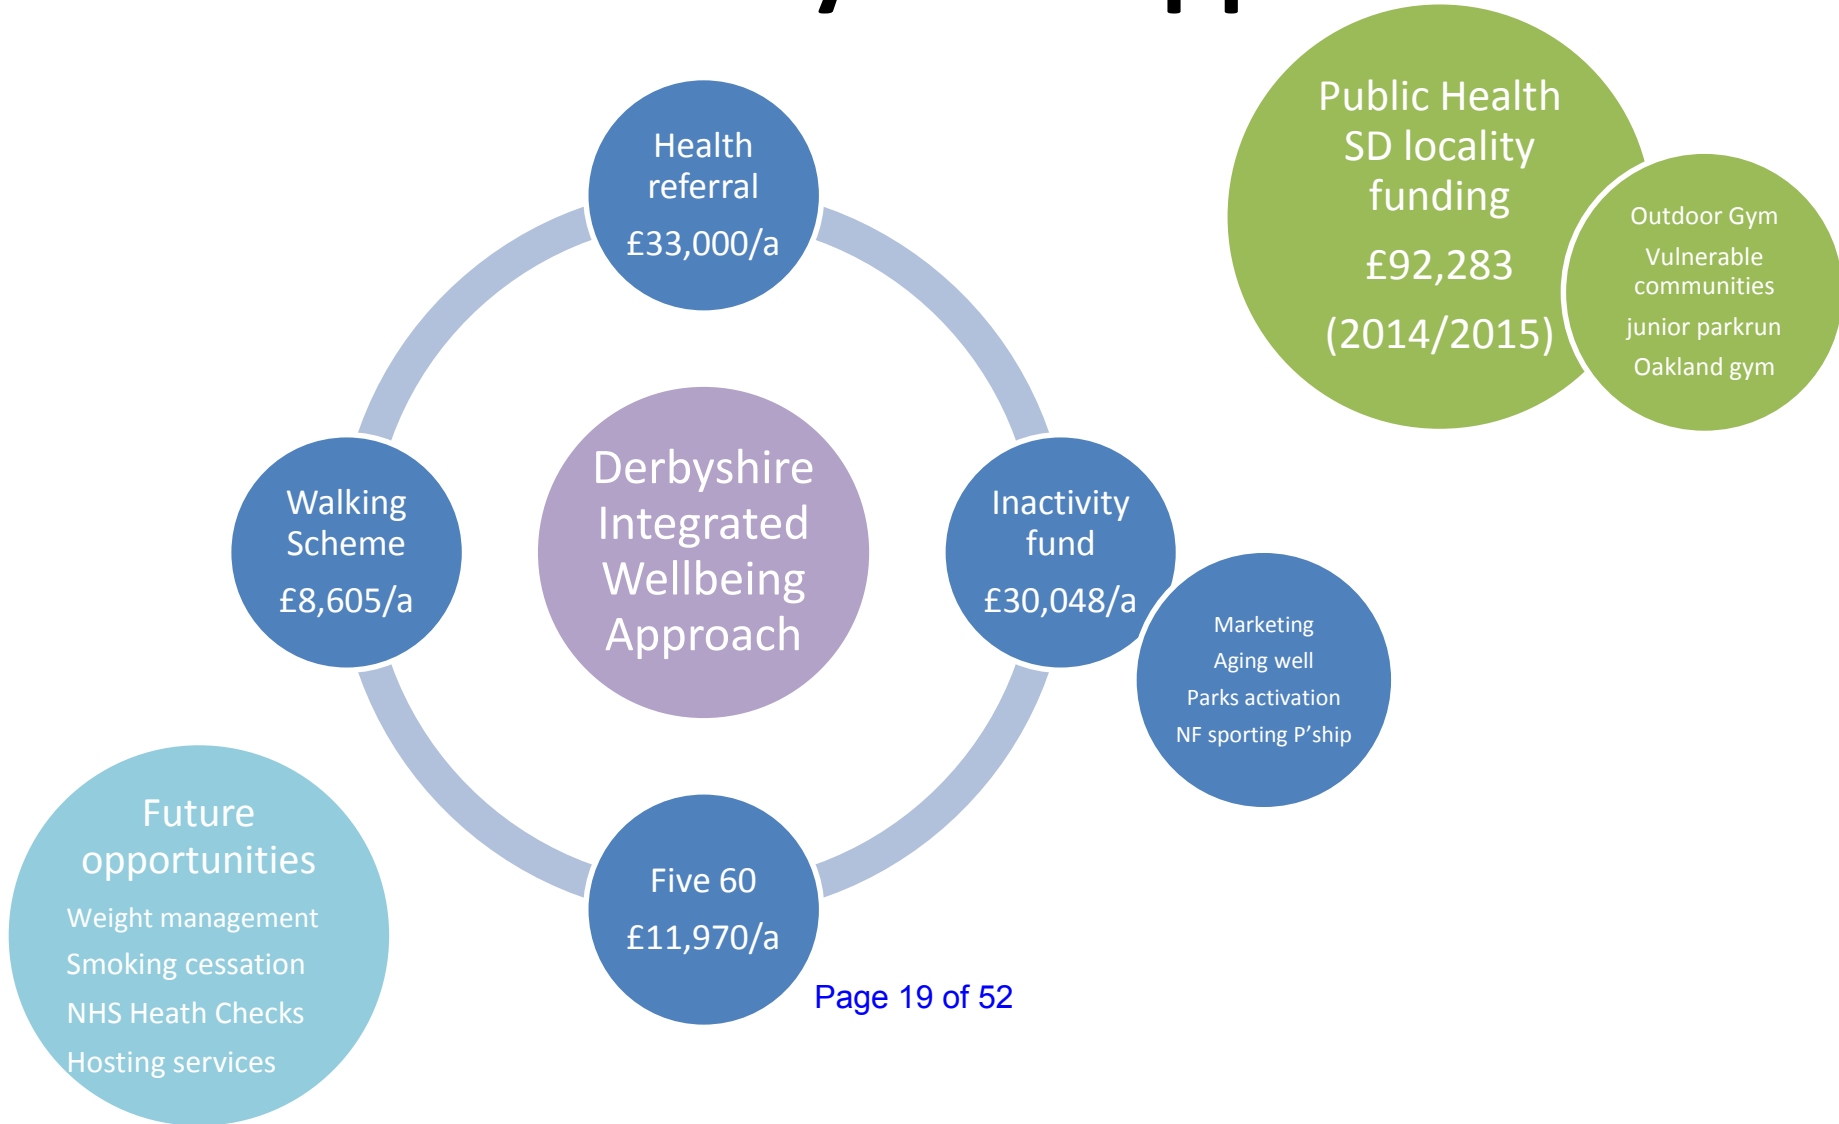 Health
referral
£33,000/a
Public Health
SD locality
funding
£92,283
(2014/2015)
Outdoor Gym
Vulnerable
communities
junior parkrun
Oakland gym
Walking
Scheme
£8,605/a
Derbyshire
Integrated
Wellbeing
Approach
Inactivity
fund
£30,048/a
Marketing
Aging well
Parks activation
NF sporting P'ship
Future
opportunities
Weight management
Smoking cessation
NHS Heath Checks
Hosting services
Five 60
£11,970/a
Page 19 of 52